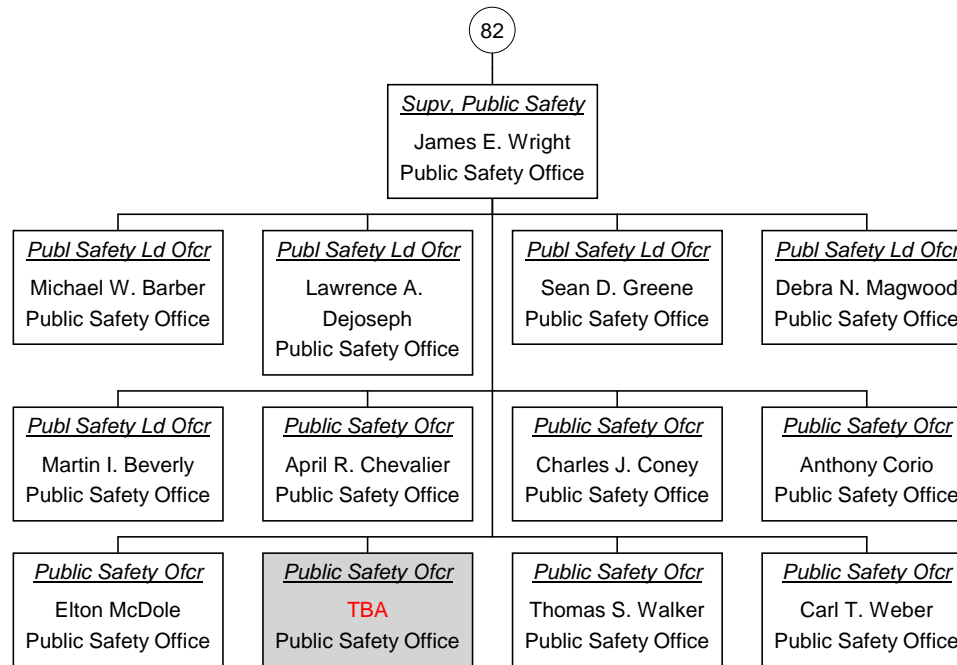 82
Supv, Public Safety
James E. Wright
Public Safety Office
Publ Safety Ld Ofcr
Michael W. Barber
Public Safety Office
Publ Safety Ld Ofcr
Lawrence A.
Dejoseph
Public Safety Office
Publ Safety Ld Ofcr
Sean D. Greene
Public Safety Office
Publ Safety Ld Ofcr
Debra N. Magwood
Public Safety Office
Publ Safety Ld Ofcr
Martin I. Beverly
Public Safety Office
Public Safety Ofcr
April R. Chevalier
Public Safety Office
Public Safety Ofcr
Charles J. Coney
Public Safety Office
Public Safety Ofcr
Anthony Corio
Public Safety Office
Public Safety Ofcr
Elton McDole
Public Safety Office
Public Safety Ofcr
TBA
Public Safety Office
Public Safety Ofcr
Thomas S. Walker
Public Safety Office
Public Safety Ofcr
Carl T. Weber
Public Safety Office